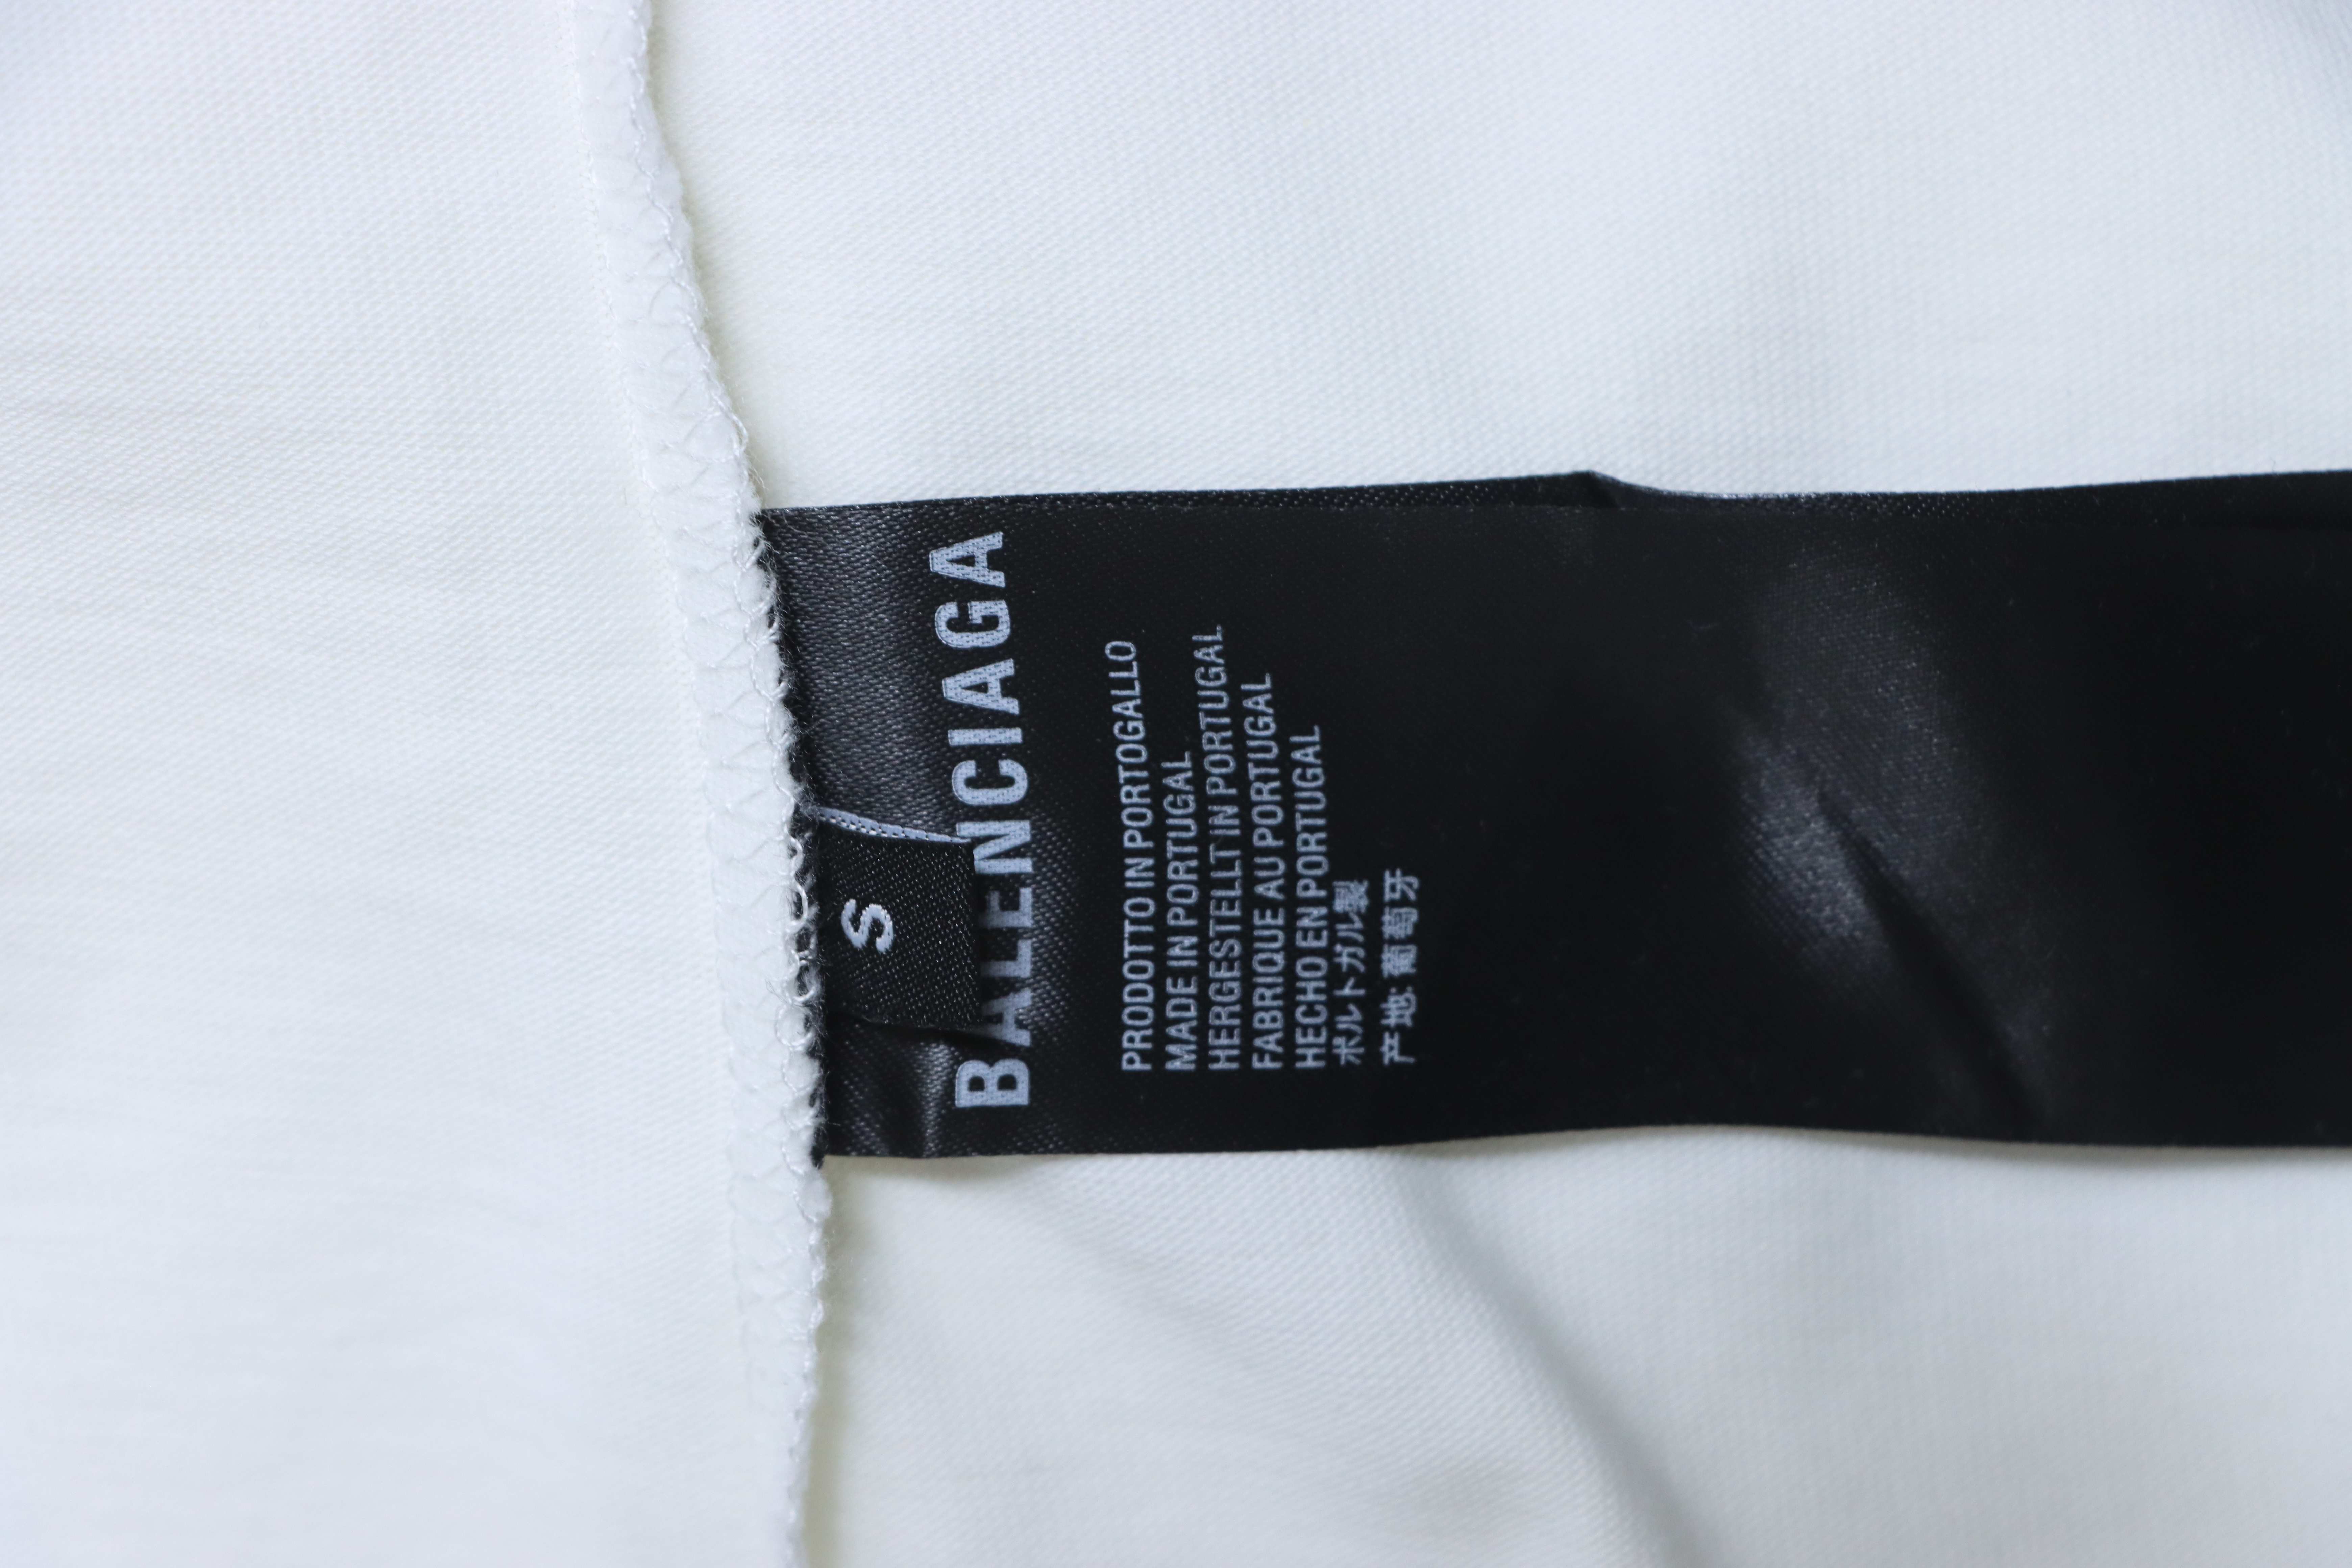 S
BALENCIAGA
PRODOTTO IN PORTOGALLO
MADE IN PORTUGAL
HERGESTELLT IN PORTUGAL
FABRIQUE AU PORTUGAL
HECHO EN PORTUGAL
ポルトガル製
产地: 葡萄牙